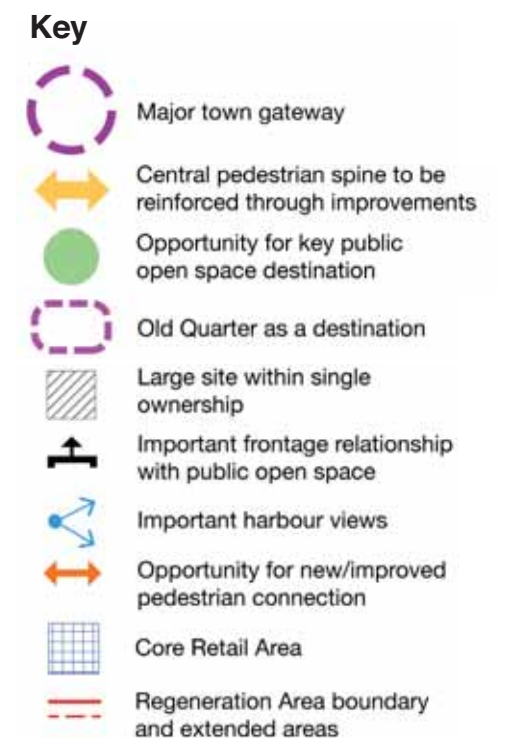 Key
Major town gateway
Central pedestrian spine to be
reinforced through improvements
Opportunity for key public
open space destination
Old Quarter as a destination
Large site within single
ownership
Important frontage relationship
with public open space
Important harbour views
Opportunity for new/improved
pedestrian connection
Core Retail Area
Regeneration Area boundary
and extended areas